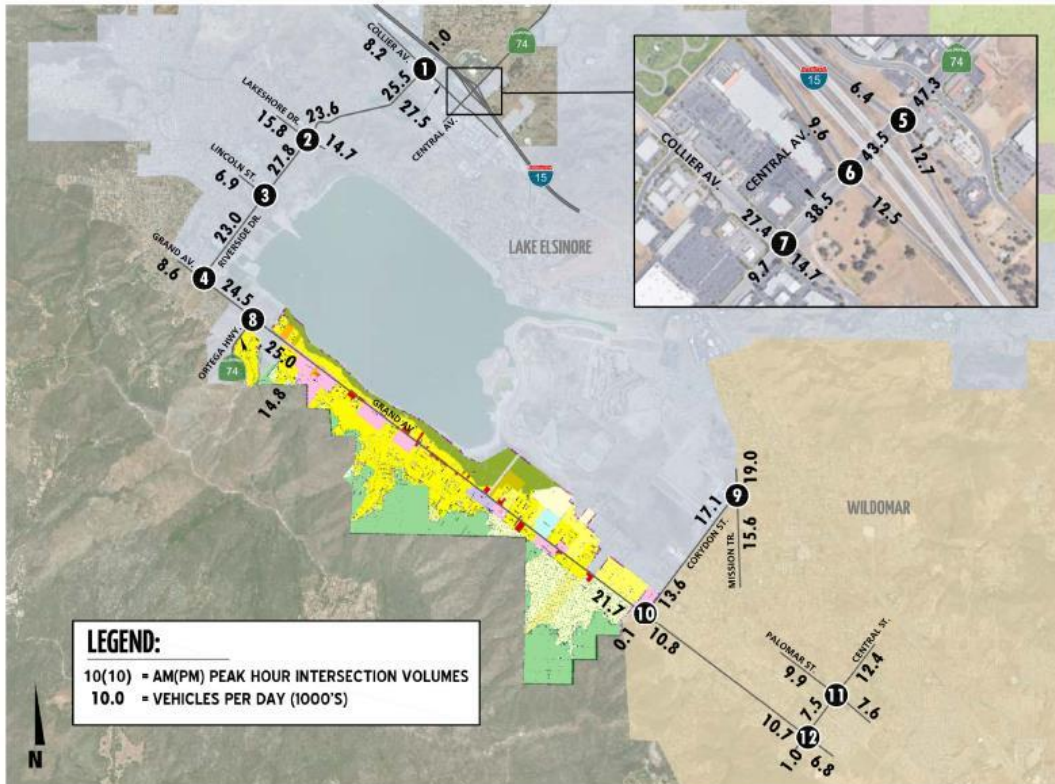 COLLIER AV.
8.2
1.0
74
1
25.5
27.5
CENTRAL AV.
LAKESHORE DR.
15.8
23.6
2
14.7
27.8
LINCOLN ST.
6.9
3
23.0
RIVERSIDE DR.
GRAND AV.
8.6
4
24.5
8
ORTEGA HWY.
74
25.0
14.8
GRAND AV.
15
LAKE ELSINORE
15
74
6.4
47.3
5
9.6
43.5
12.7
COLLIER AV.
CENTRAL AV.
6
38.5
12.5
27.4
7
9.7
14.7
19.0
9
17.1
CORYDON ST.
MISSION TR.
15.6
WILDOMAR
13.6
21.7
10
0.1
10.8
PALOMAR ST.
9.9
CENTRAL ST.
12.4
11
7.5
7.6
10.7
12
1.0
6.8
LEGEND:
10(10) = AM(PM) PEAK HOUR INTERSECTION VOLUMES
10.0 = VEHICLES PER DAY (1000'S)
N